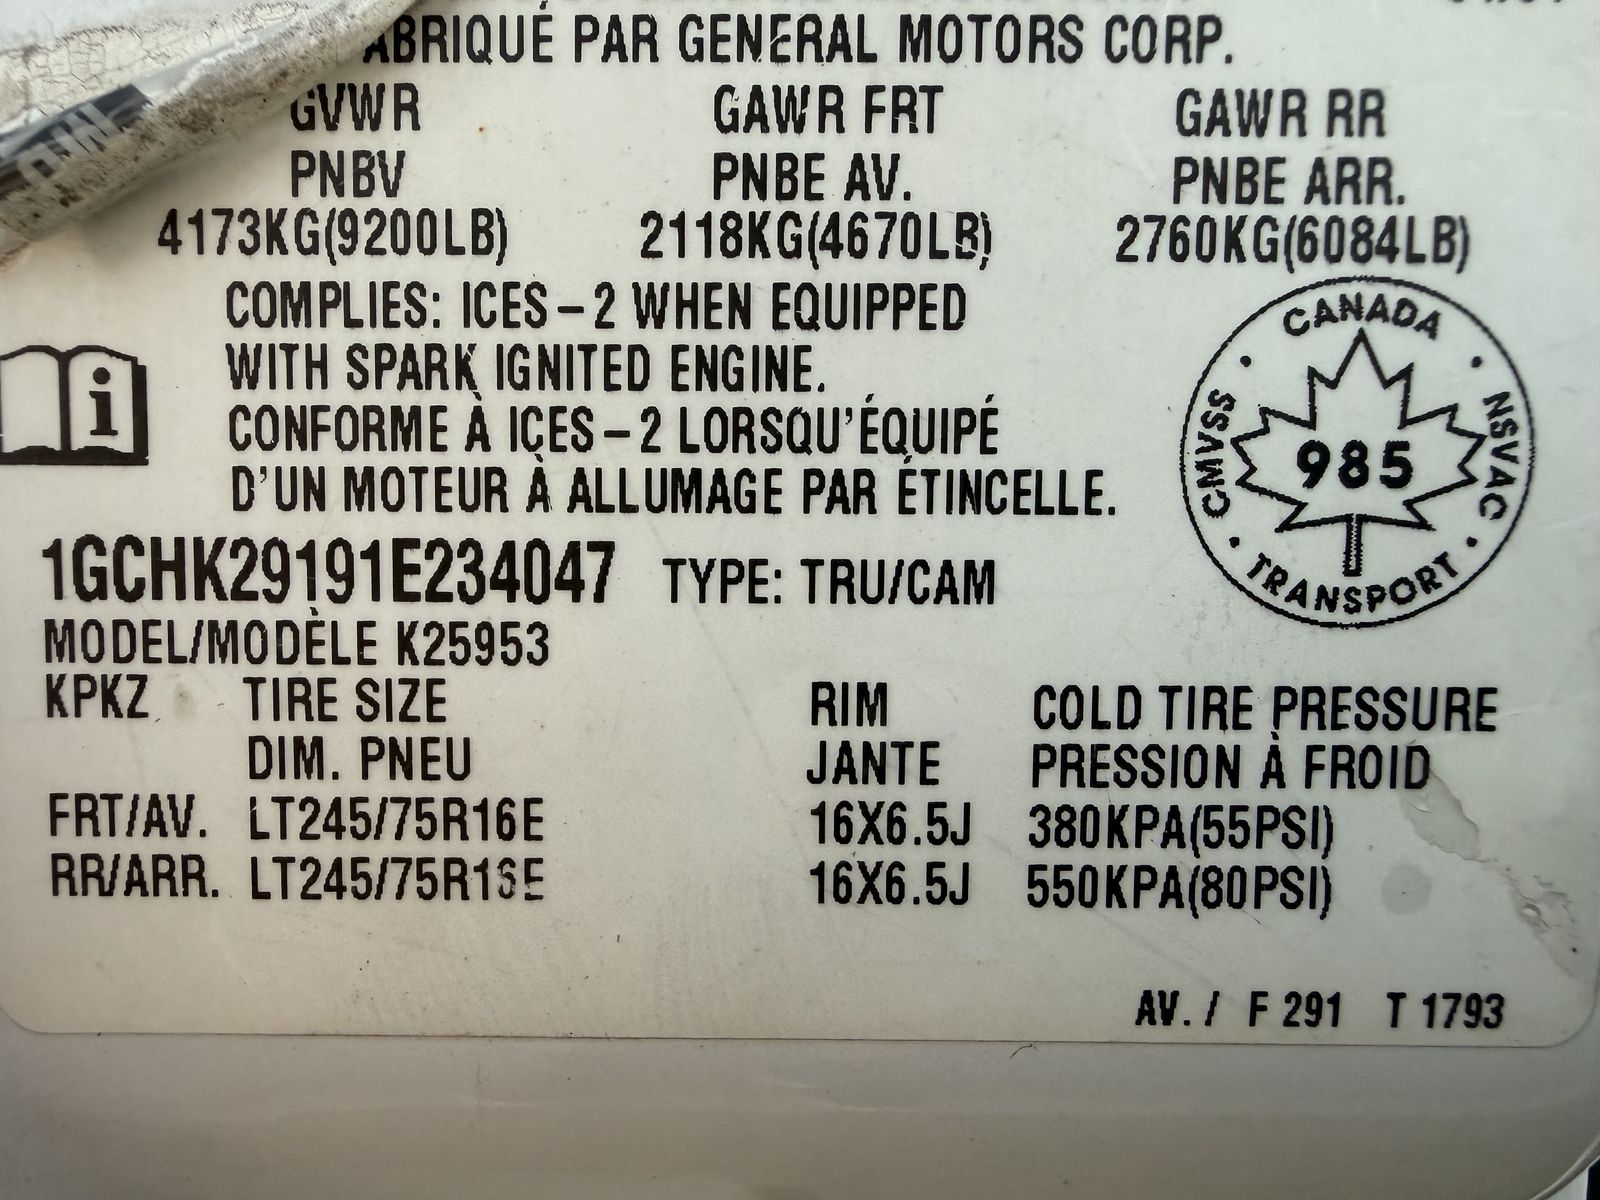 ABRIQUÉ PAR GENERAL MOTORS CORP.
GVWR GAWR FRT GAWR RR
PNBV PNBE AV. PNBE ARR.
4173KG(9200LB) 2118KG(4670LB) 2760KG(6084LB)
COMPLIES: ICES-2 WHEN EQUIPPED
WITH SPARK IGNITED ENGINE.
CONFORME À ICES-2 LORSQU'ÉQUIPÉ
D'UN MOTEUR À ALLUMAGE PAR ÉTINCELLE.
i
CANADA
CMVSS · NSVAC
985
TRANSPORT
1GCHK29191E234047 TYPE: TRU/CAM
MODEL/MODÈLE K25953
KPKZ TIRE SIZE RIM COLD TIRE PRESSURE
DIM. PNEU JANTE PRESSION À FROID
FRT/AV. LT245/75R16E 16X6.5J 380KPA(55PSI)
RR/ARR. LT245/75R16E 16X6.5J 550KPA(80PSI)
AV. / F 291 T 1793